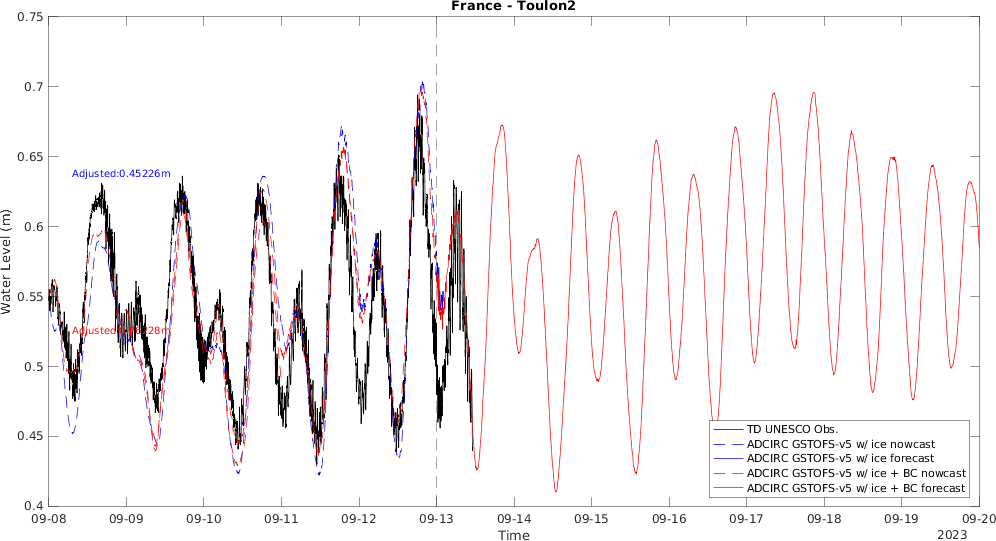 France - Toulon2
Water Level (m)
0.75
0.7
0.65
0.6
0.55
0.5
0.45
0.4
Adjusted:0.45226m
TD UNESCO Obs.
ADCIRC GSTOFS-v5 w/ ice nowcast
ADCIRC GSTOFS-v5 w/ ice forecast
ADCIRC GSTOFS-v5 w/ ice + BC nowcast
ADCIRC GSTOFS-v5 w/ ice + BC forecast
09-08 09-09 09-10 09-11 09-12 09-13 09-14 09-15 09-16 09-17 09-18 09-19 09-20
Time
2023